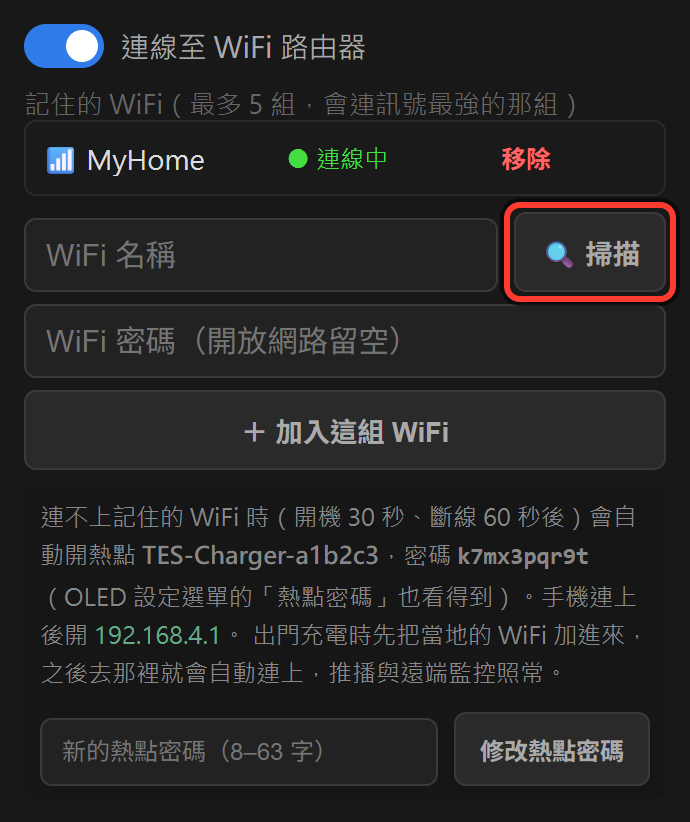 連線至 WiFi 路由器
記住的 WiFi（最多 5 組，會連訊號最強的那組）
MyHome 連線中 移除
WiFi 名稱 掃描
WiFi 密碼（開放網路留空）
＋ 加入這組 WiFi
連不上記住的 WiFi 時（開機 30 秒、斷線 60 秒後）會自
動開熱點 TES-Charger-a1b2c3，密碼 k7mx3pqr9t
（OLED 設定選單的「熱點密碼」也看得到）。手機連上
後開 192.168.4.1。 出門充電時先把當地的 WiFi 加進來，
之後去那裡就會自動連上，推播與遠端監控照常。
新的熱點密碼（8–63 字） 修改熱點密碼